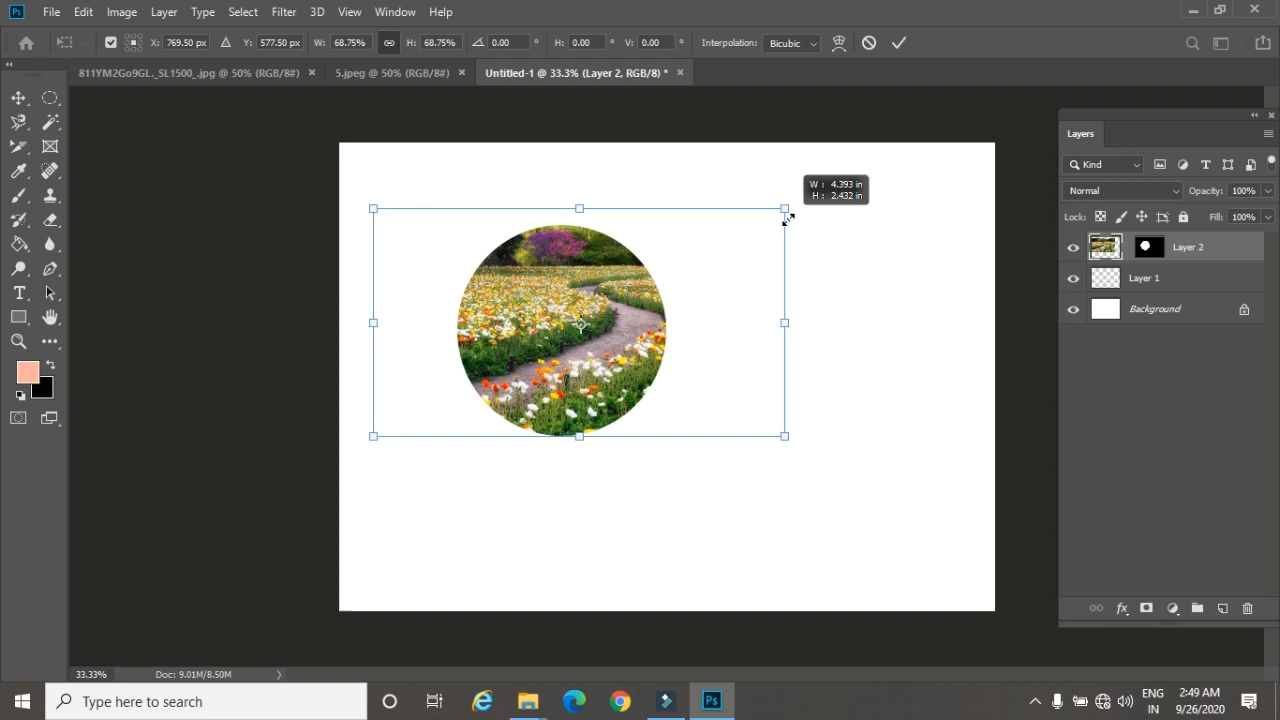 Ps File Edit Image Layer Type Select Filter 3D View Window Help
X: 769.50 px Y: 577.50 px W: 68.75% H: 68.75% 0.00 ° H: 0.00 ° V: 0.00 ° Interpolation: Bicubic
811YM2Go9GL._SL1500_.jpg @ 50% (RGB/8#) × 5.jpeg @ 50% (RGB/8#) × Untitled-1 @ 33.3% (Layer 2, RGB/8) * ×
Layers
Kind
Normal Opacity: 100%
Lock: Fill: 100%
Layer 2
Layer 1
Background
W : 4.393 in
H : 2.432 in
33.33% Doc: 9.01M/8.50M
Type here to search
Ps
ENG
IN
2:49 AM
9/26/2020